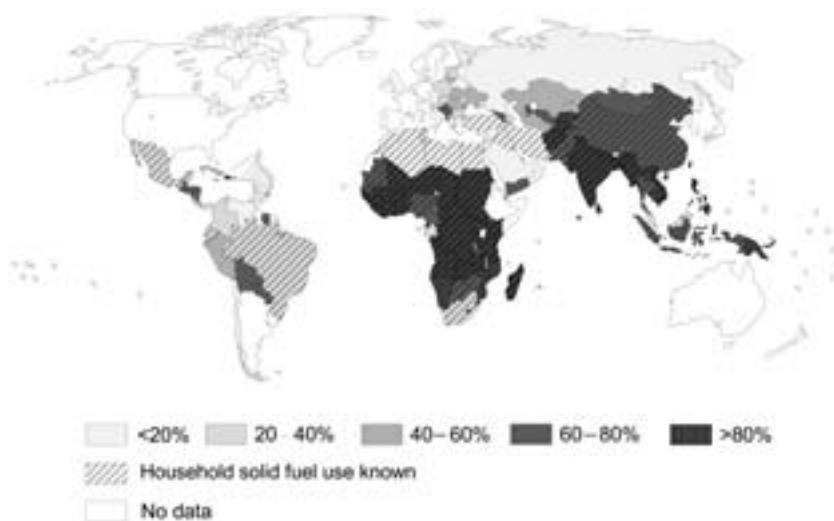 <20% 20 40% 40–60% 60–80% >80%
Household solid fuel use known
No data